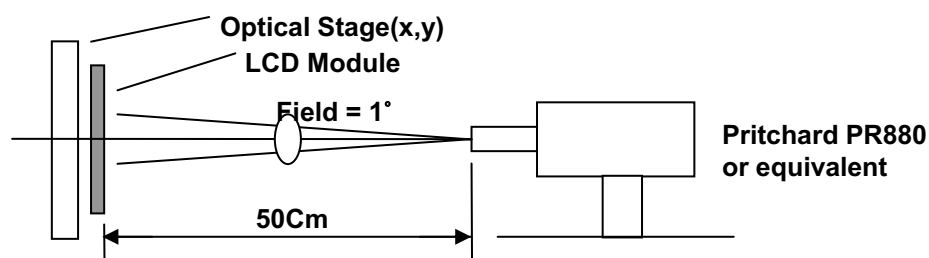 Optical Stage(x,y)
LCD Module
Field = 1˚
Pritchard PR880
or equivalent
50Cm